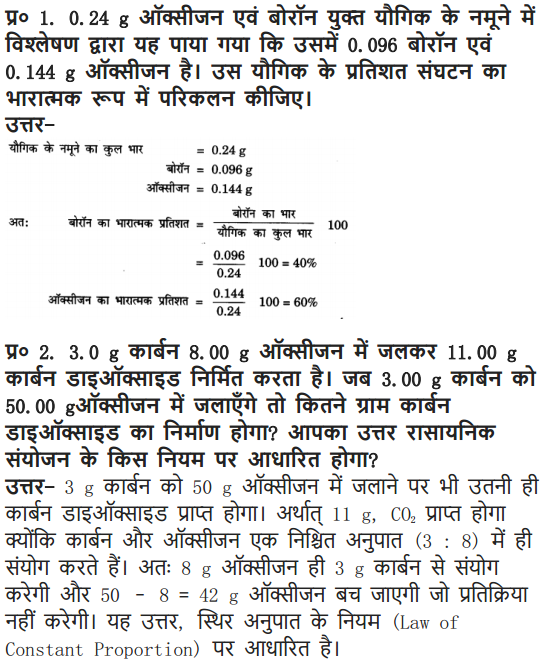 प्र० 1. 0.24 g ऑक्सीजन एवं बोरॉन युक्त यौगिक के नमूने में
विश्लेषण द्वारा यह पाया गया कि उसमें 0.096 बोरॉन एवं
0.144 g ऑक्सीजन है। उस यौगिक के प्रतिशत संघटन का
भारात्मक रूप में परिकलन कीजिए।
उत्तर-
यौगिक के नमूने का कुल भार = 0.24 g
बोरॉन = 0.096 g
ऑक्सीजन = 0.144 g
अतः बोरॉन का भारात्मक प्रतिशत = बोरॉन का भार / यौगिक का कुल भार 100
= 0.096 / 0.24 100 = 40%
ऑक्सीजन का भारात्मक प्रतिशत = 0.144 / 0.24 100 = 60%
प्र० 2. 3.0 g कार्बन 8.00 g ऑक्सीजन में जलकर 11.00 g
कार्बन डाइऑक्साइड निर्मित करता है। जब 3.00 g कार्बन को
50.00 gऑक्सीजन में जलाएँगे तो कितने ग्राम कार्बन
डाइऑक्साइड का निर्माण होगा? आपका उत्तर रासायनिक
संयोजन के किस नियम पर आधारित होगा?
उत्तर- 3 g कार्बन को 50 g ऑक्सीजन में जलाने पर भी उतनी ही
कार्बन डाइऑक्साइड प्राप्त होगा। अर्थात् 11 g, CO₂ प्राप्त होगा
क्योंकि कार्बन और ऑक्सीजन एक निश्चित अनुपात (3 : 8) में ही
संयोग करते हैं। अतः 8 g ऑक्सीजन ही 3 g कार्बन से संयोग
करेगी और 50 - 8 = 42 g ऑक्सीजन बच जाएगी जो प्रतिक्रिया
नहीं करेगी। यह उत्तर, स्थिर अनुपात के नियम (Law of
Constant Proportion) पर आधारित है।